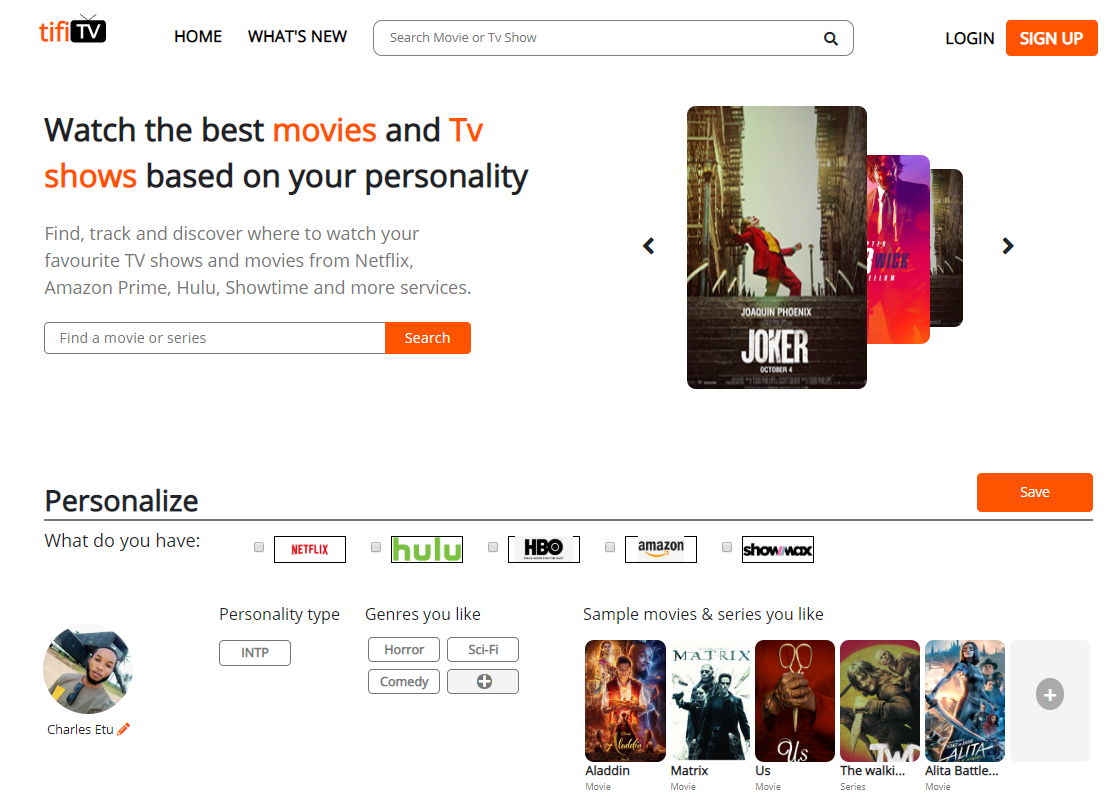 tifiTV
HOME
WHAT'S NEW
Search Movie or Tv Show
LOGIN
SIGN UP
Watch the best movies and Tv
shows based on your personality
Find, track and discover where to watch your
favourite TV shows and movies from Netflix,
Amazon Prime, Hulu, Showtime and more services.
Find a movie or series
Search
JOAQUIN PHOENIX
JOKER
OCTOBER 4
WICK
Personalize
Save
What do you have:
NETFLIX
hulu
HBO
amazon
showmax
Personality type
Genres you like
Sample movies & series you like
INTP
Horror
Sci-Fi
Comedy
Charles Etu
Aladdin
MATRIX
Us
TWD
ALITA
Aladdin
Matrix
Us
The walki...
Alita Battle...
Movie
Movie
Movie
Series
Movie